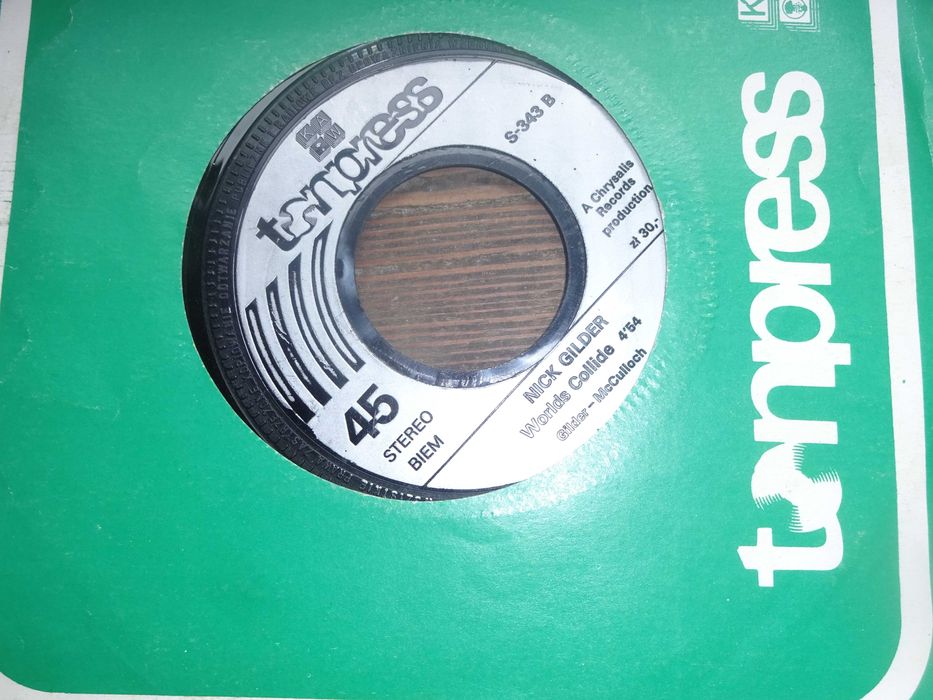 KAW
tonpress
S-343 B
A Chrysalis
Records
production
zł 30,-
45
STEREO
BIEM
NICK GILDER
Worlds Collide 4'54
Gilder – McCulloch
tonpress
K